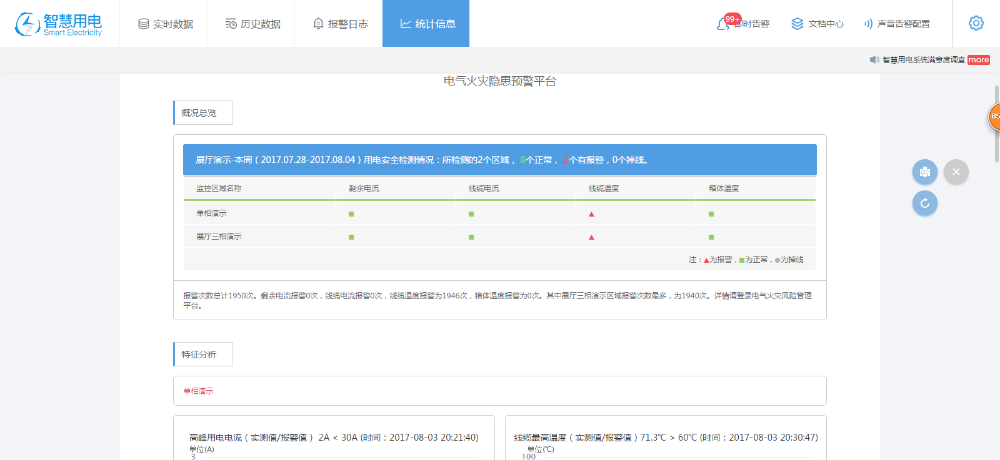 智慧用电
Smart Electricity
实时数据
历史数据
报警日志
统计信息
99+
即时告警
文档中心
声音告警配置
智慧用电系统满意度调查 more
电气火灾隐患预警平台
85
概况总览
展厅演示-本周（2017.07.28-2017.08.04）用电安全检测情况：所检测的2个区域， 0个正常， 2个有报警，0个掉线。
监控区域名称 剩余电流 线缆电流 线缆温度 箱体温度
单相演示
展厅三相演示
注：▲为报警，■为正常，●为掉线
报警次数总计1950次。剩余电流报警0次，线缆电流报警0次，线缆温度报警为1946次，箱体温度报警为0次。其中展厅三相演示区域报警次数最多，为1940次。详情请登录电气火灾风险管理
平台。
特征分析
单相演示
高峰用电电流（实测值/报警值） 2A < 30A (时间：2017-08-03 20:21:40)
单位(A)
3
线缆最高温度（实测值/报警值）71.3℃ > 60℃ (时间：2017-08-03 20:30:47)
单位(℃)
100